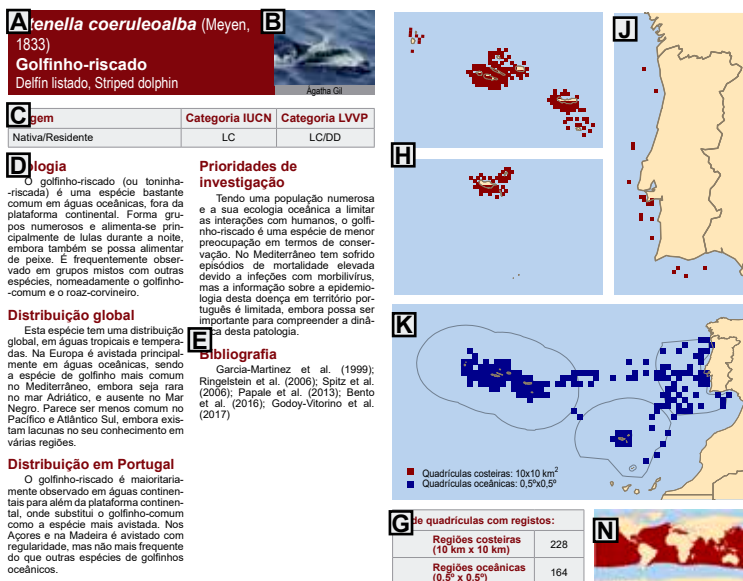 A
tenella coeruleoalba (Meyen,
1833)
Golfinho-riscado
Delfín listado, Striped dolphin
B
Ágatha Gil
C
gem
Categoria IUCN
Categoria LVVP
Nativa/Residente
LC
LC/DD
D
ologia
O golfinho-riscado (ou toninha-
-riscada) é uma espécie bastante
comum em águas oceânicas, fora da
plataforma continental. Forma gru-
pos numerosos e alimenta-se prin-
cipalmente de lulas durante a noite,
embora também se possa alimentar
de peixe. É frequentemente obser-
vado em grupos mistos com outras
espécies, nomeadamente o golfinho-
-comum e o roaz-corvineiro.
Distribuição global
Esta espécie tem uma distribuição
global, em águas tropicais e tempera-
das. Na Europa é avistada principal-
mente em águas oceânicas, sendo
a espécie de golfinho mais comum
no Mediterrâneo, embora seja rara
no mar Adriático, e ausente no Mar
Negro. Parece ser menos comum no
Pacífico e Atlântico Sul, embora exis-
tam lacunas no seu conhecimento em
várias regiões.
Distribuição em Portugal
O golfinho-riscado é maioritaria-
mente observado em águas continen-
tais para além da plataforma continen-
tal, onde substitui o golfinho-comum
como a espécie mais avistada. Nos
Açores e na Madeira é avistado com
regularidade, mas não mais frequente
do que outras espécies de golfinhos
oceânicos.
Prioridades de
investigação
Tendo uma população numerosa
e a sua ecologia oceânica a limitar
as interações com humanos, o golfi-
nho-riscado é uma espécie de menor
preocupação em termos de conser-
vação. No Mediterrâneo tem sofrido
episódios de mortalidade elevada
devido a infeções com morbilivírus,
mas a informação sobre a epidemio-
logia desta doença em território por-
tuguês é limitada, embora possa ser
importante para compreender a dinâ-
ca desta patologia.
E
Bibliografia
Garcia-Martinez et al. (1999);
Ringelstein et al. (2006); Spitz et al.
(2006); Papale et al. (2013); Bento
et al. (2016); Godoy-Vitorino et al.
(2017)
H
J
K
Quadrículas costeiras: 10x10 km²
Quadrículas oceânicas: 0,5ºx0,5º
G
de quadrículas com registos:
Regiões costeiras
(10 km x 10 km)
228
Regiões oceânicas
(0.5º x 0.5º)
164
N